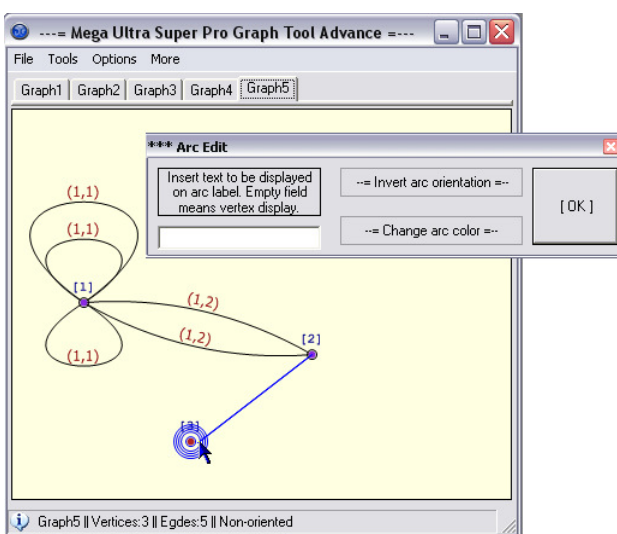 ---= Mega Ultra Super Pro Graph Tool Advance =---
File Tools Options More
Graph1 Graph2 Graph3 Graph4 Graph5
*** Arc Edit
Insert text to be displayed
on arc label. Empty field
means vertex display.
--= Invert arc orientation =--
--= Change arc color =--
[ OK ]
(1,1)
(1,1)
[1]
(1,2)
(1,2)
[2]
(1,1)
[3]
Graph5 || Vertices:3 || Egdes:5 || Non-oriented